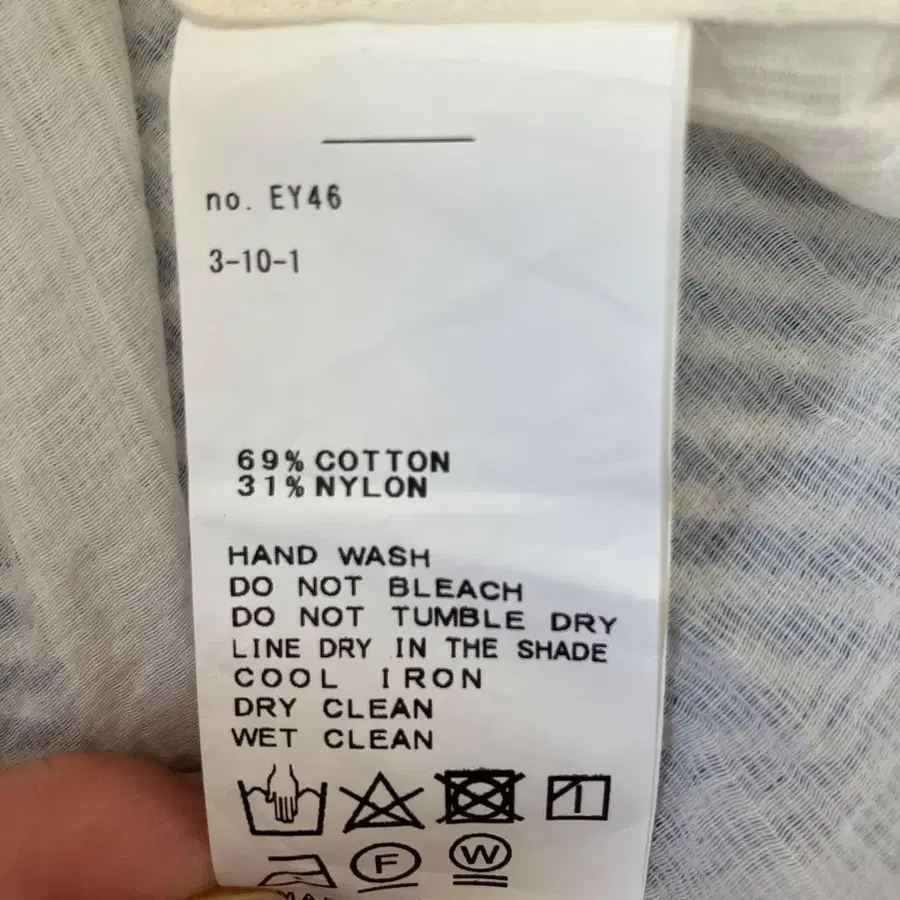 no. EY46
3-10-1
69% COTTON
31% NYLON
HAND WASH
DO NOT BLEACH
DO NOT TUMBLE DRY
LINE DRY IN THE SHADE
COOL IRON
DRY CLEAN
WET CLEAN
F
W